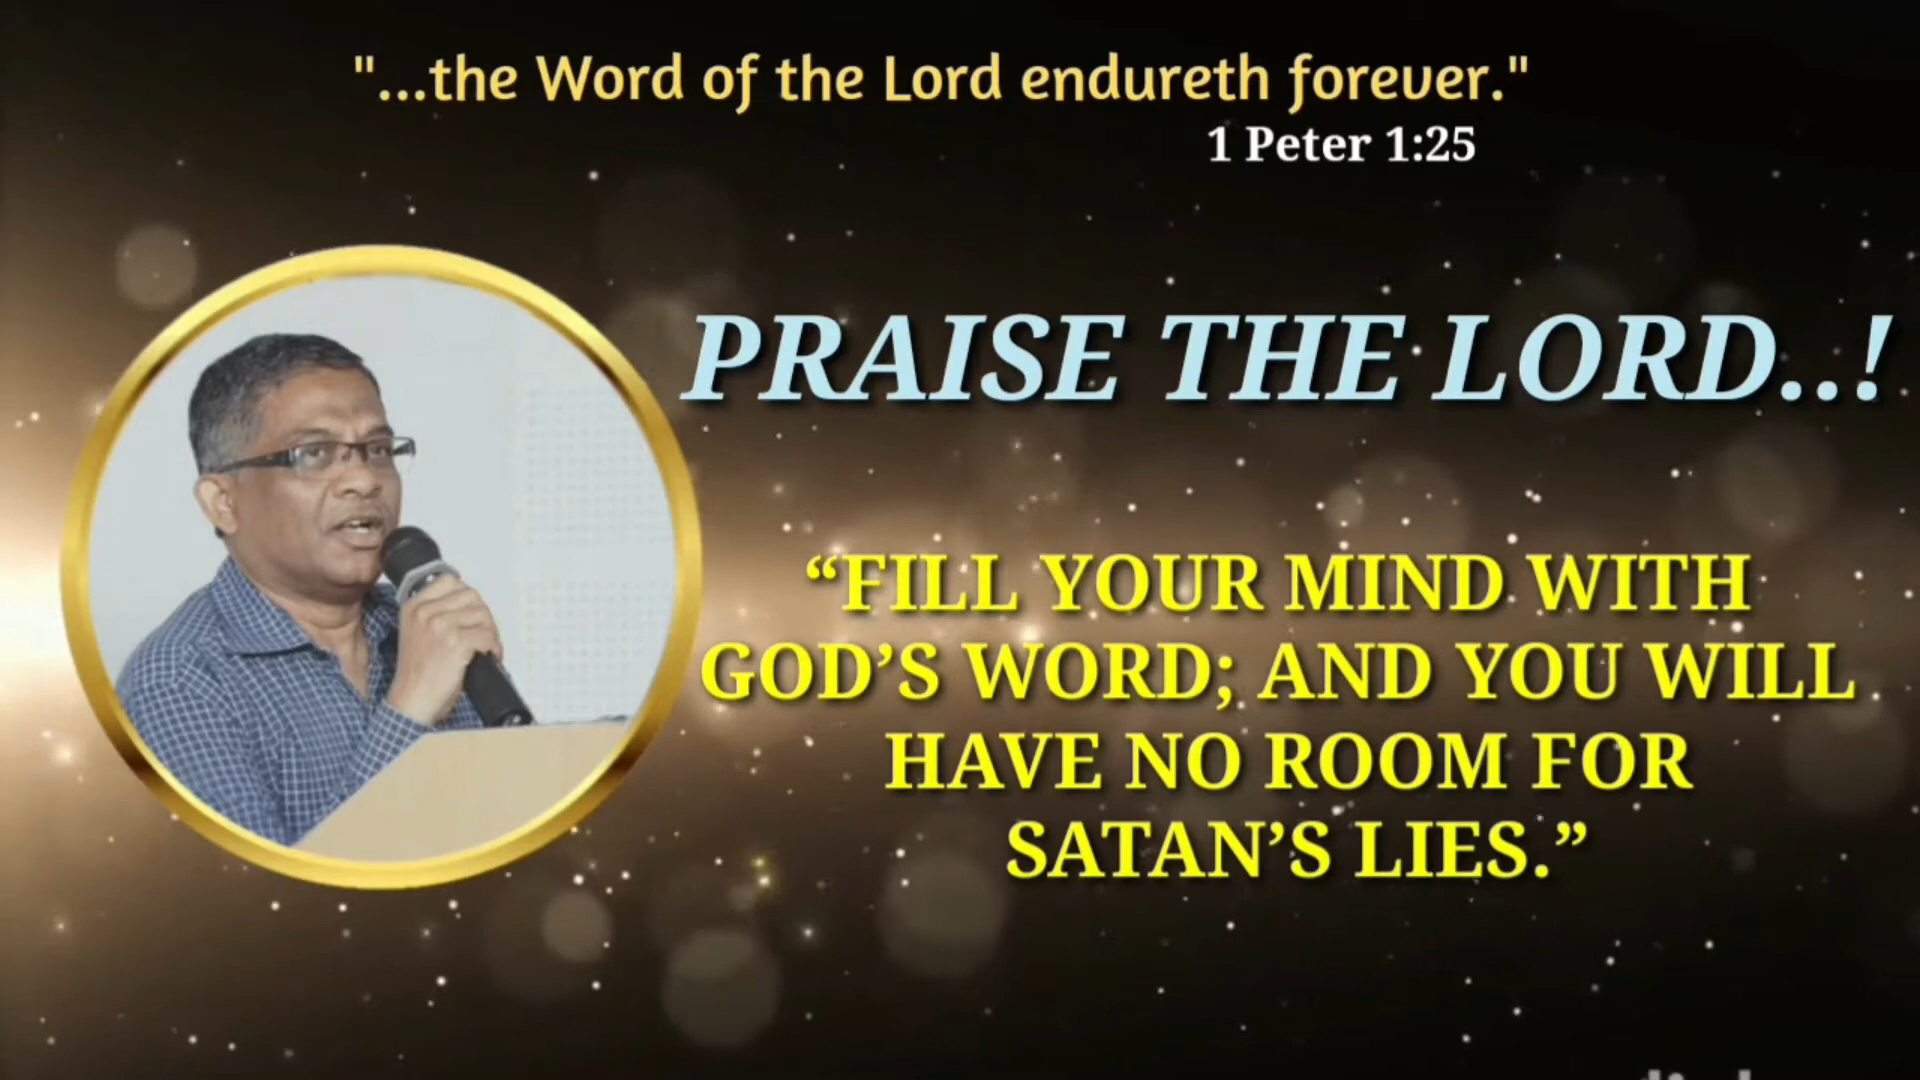 "...the Word of the Lord endureth forever."
1 Peter 1:25
PRAISE THE LORD..!
“FILL YOUR MIND WITH
GOD’S WORD; AND YOU WILL
HAVE NO ROOM FOR
SATAN’S LIES.”